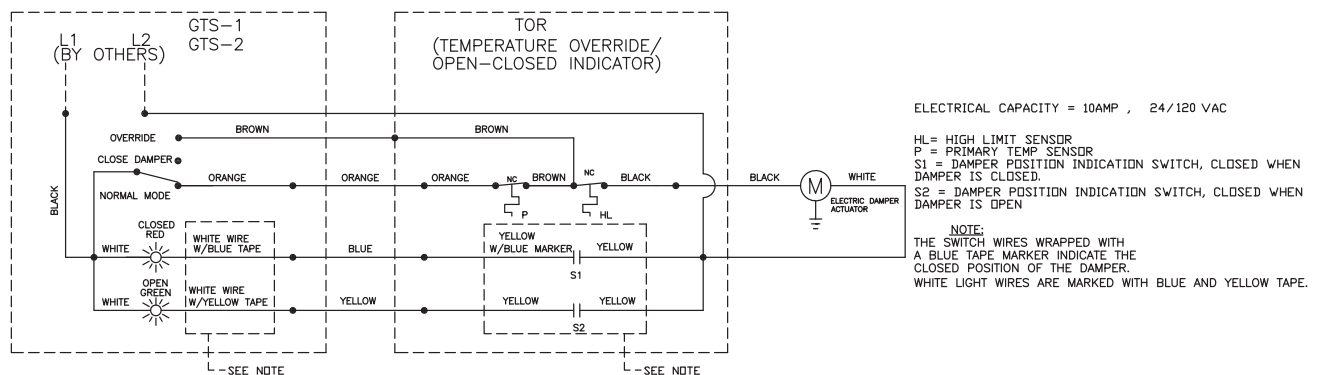 GTS-1
GTS-2
L1 L2
(BY OTHERS)
TOR
(TEMPERATURE OVERRIDE/
OPEN-CLOSED INDICATOR)
OVERRIDE
BROWN
BROWN
CLOSE DAMPER
NORMAL MODE
ORANGE
ORANGE
ORANGE
NC
BROWN
NC
BLACK
BLACK
M
WHITE
ELECTRIC DAMPER
ACTUATOR
P
HL
BLACK
CLOSED
RED
WHITE
WHITE WIRE
W/BLUE TAPE
BLUE
YELLOW
W/BLUE MARKER
YELLOW
S1
OPEN
GREEN
WHITE
WHITE WIRE
W/YELLOW TAPE
YELLOW
YELLOW
YELLOW
S2
SEE NOTE
SEE NOTE
ELECTRICAL CAPACITY = 10AMP , 24/120 VAC
HL= HIGH LIMIT SENSOR
P = PRIMARY TEMP SENSOR
S1 = DAMPER POSITION INDICATION SWITCH, CLOSED WHEN
DAMPER IS CLOSED.
S2 = DAMPER POSITION INDICATION SWITCH, CLOSED WHEN
DAMPER IS OPEN
NOTE:
THE SWITCH WIRES WRAPPED WITH
A BLUE TAPE MARKER INDICATE THE
CLOSED POSITION OF THE DAMPER.
WHITE LIGHT WIRES ARE MARKED WITH BLUE AND YELLOW TAPE.